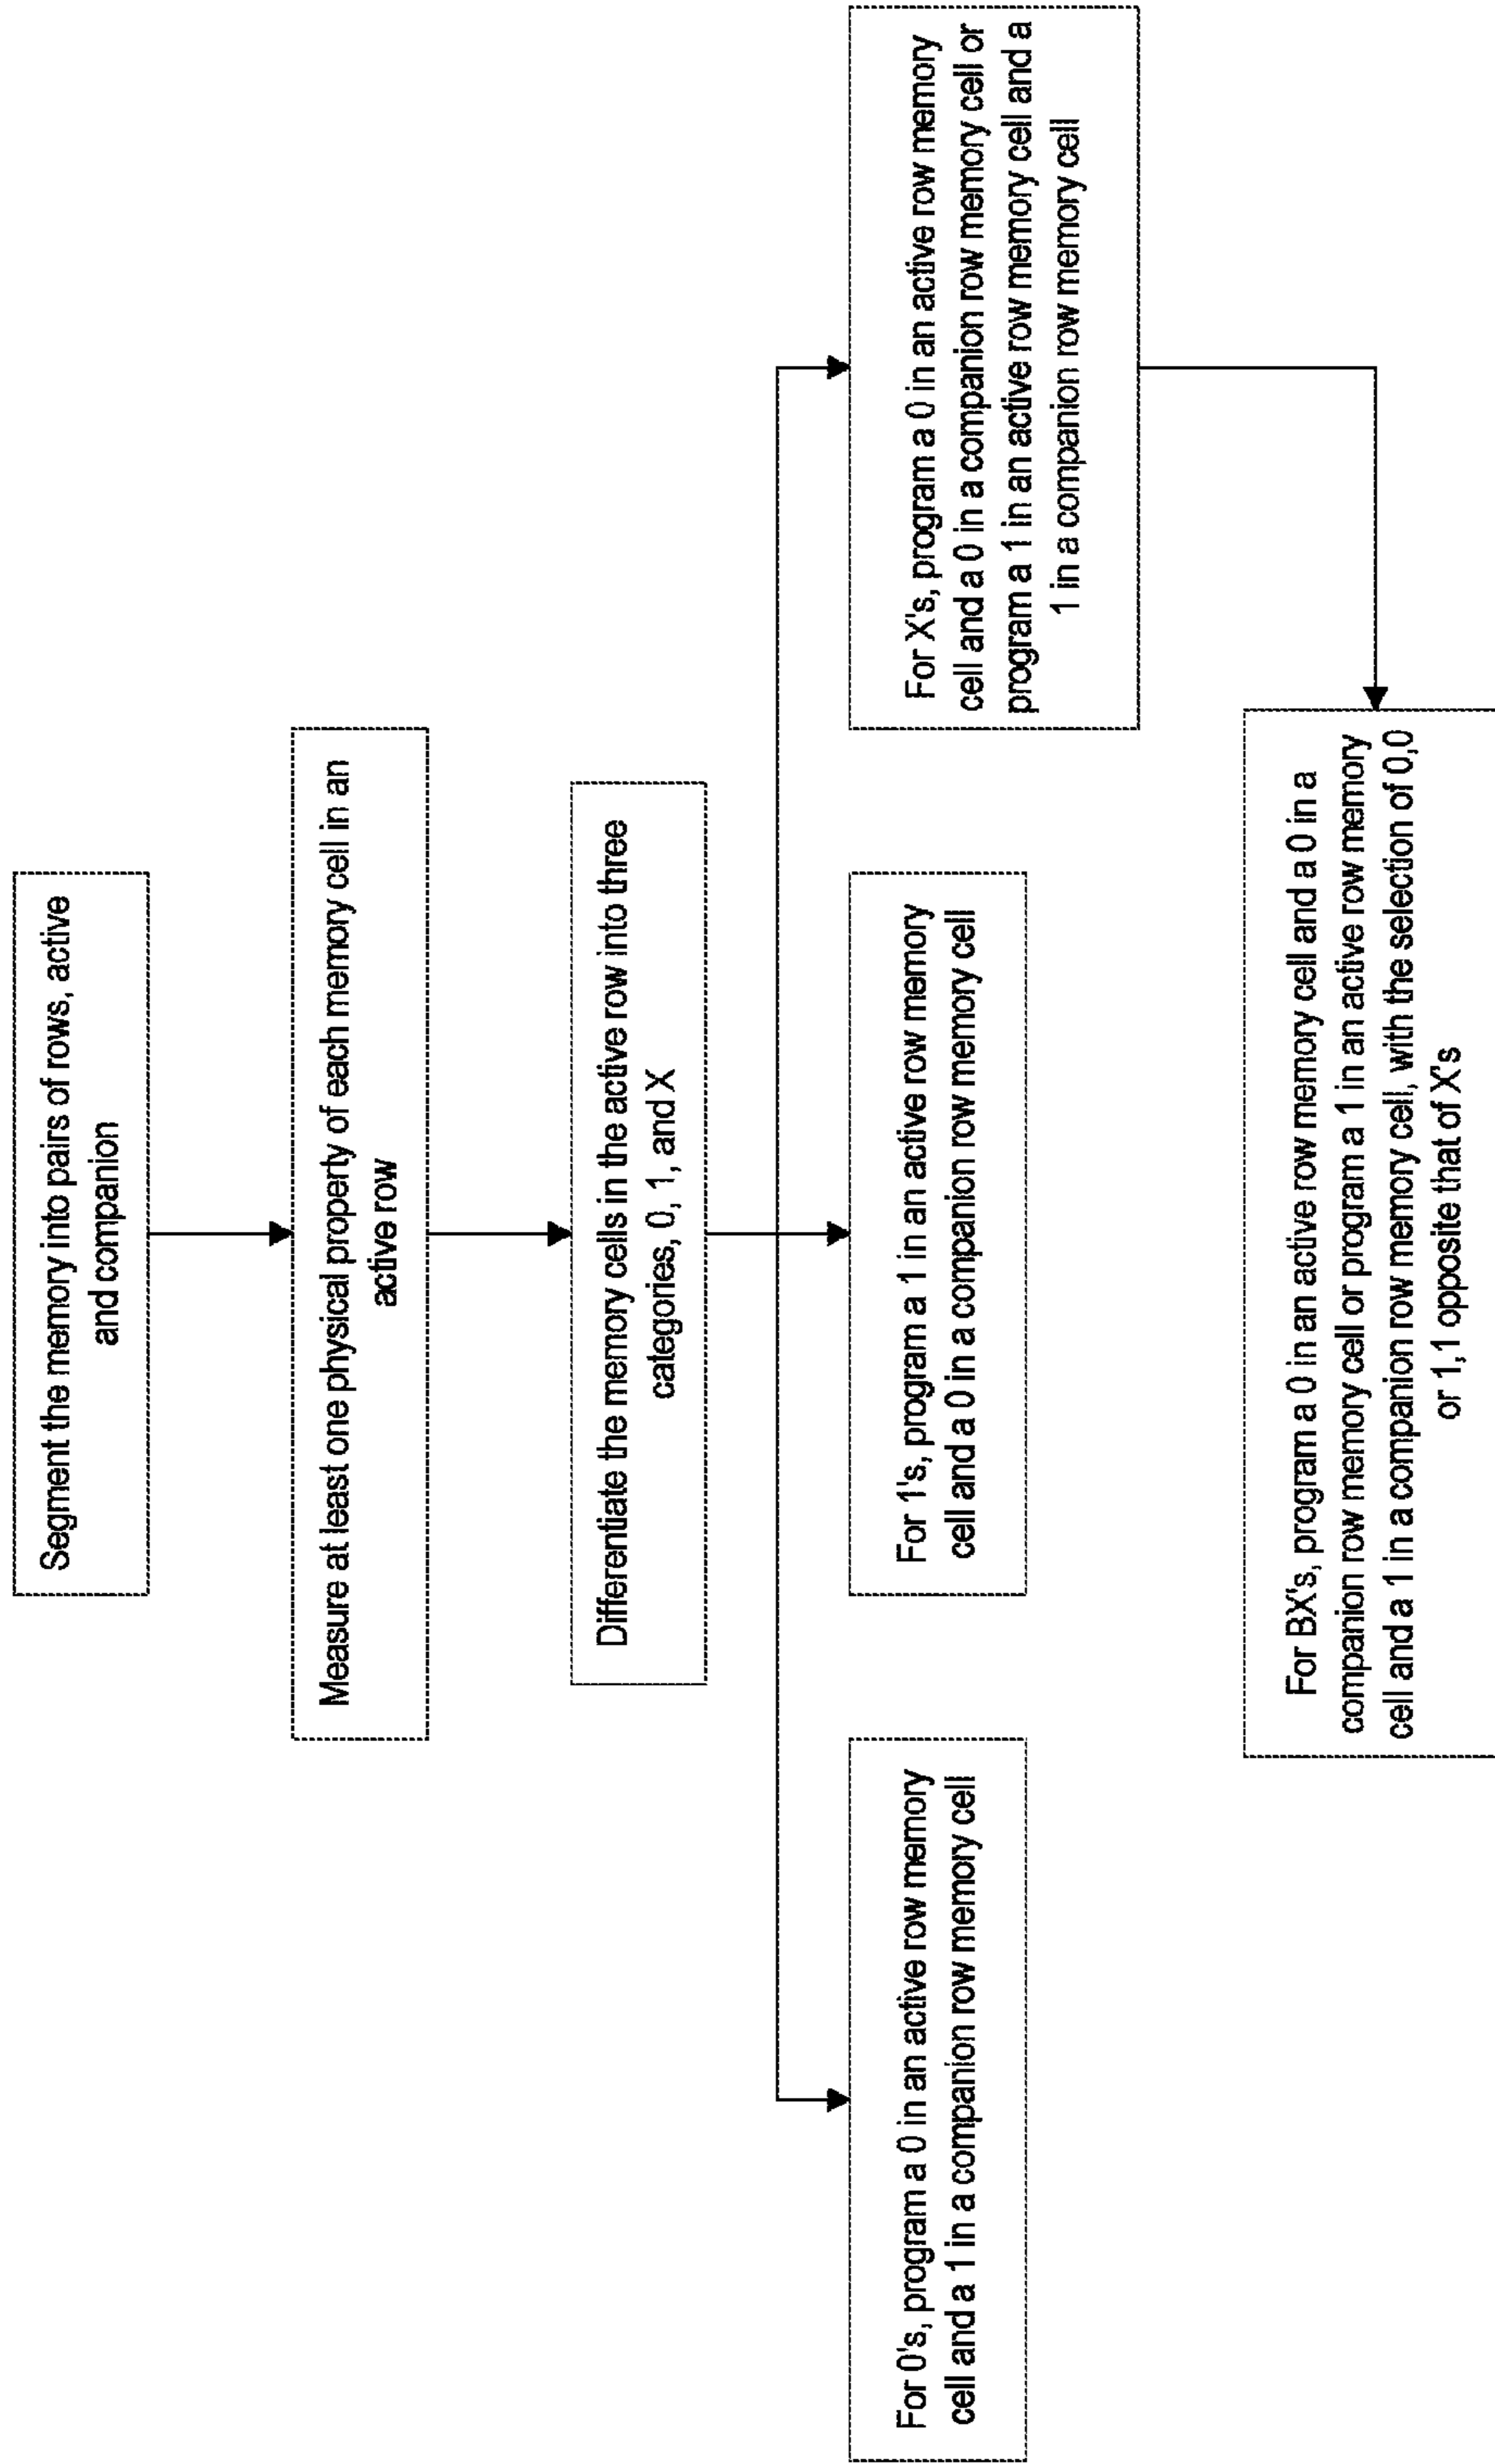 Segment the memory into pairs of rows, active
and companion
Measure at least one physical property of each memory cell in an
active row
Differentiate the memory cells in the active row into three
categories, 0, 1, and X
For 0's, program a 0 in an active row memory
cell and a 1 in a companion row memory cell
For 1's, program a 1 in an active row memory
cell and a 0 in a companion row memory cell
For X's, program a 0 in an active row memory
cell and a 0 in a companion row memory cell or
program a 1 in an active row memory cell and a
1 in a companion row memory cell
For BX's, program a 0 in an active row memory cell and a 0 in a
companion row memory cell or program a 1 in an active row memory
cell and a 1 in a companion row memory cell, with the selection of 0,0
or 1,1 opposite that of X's